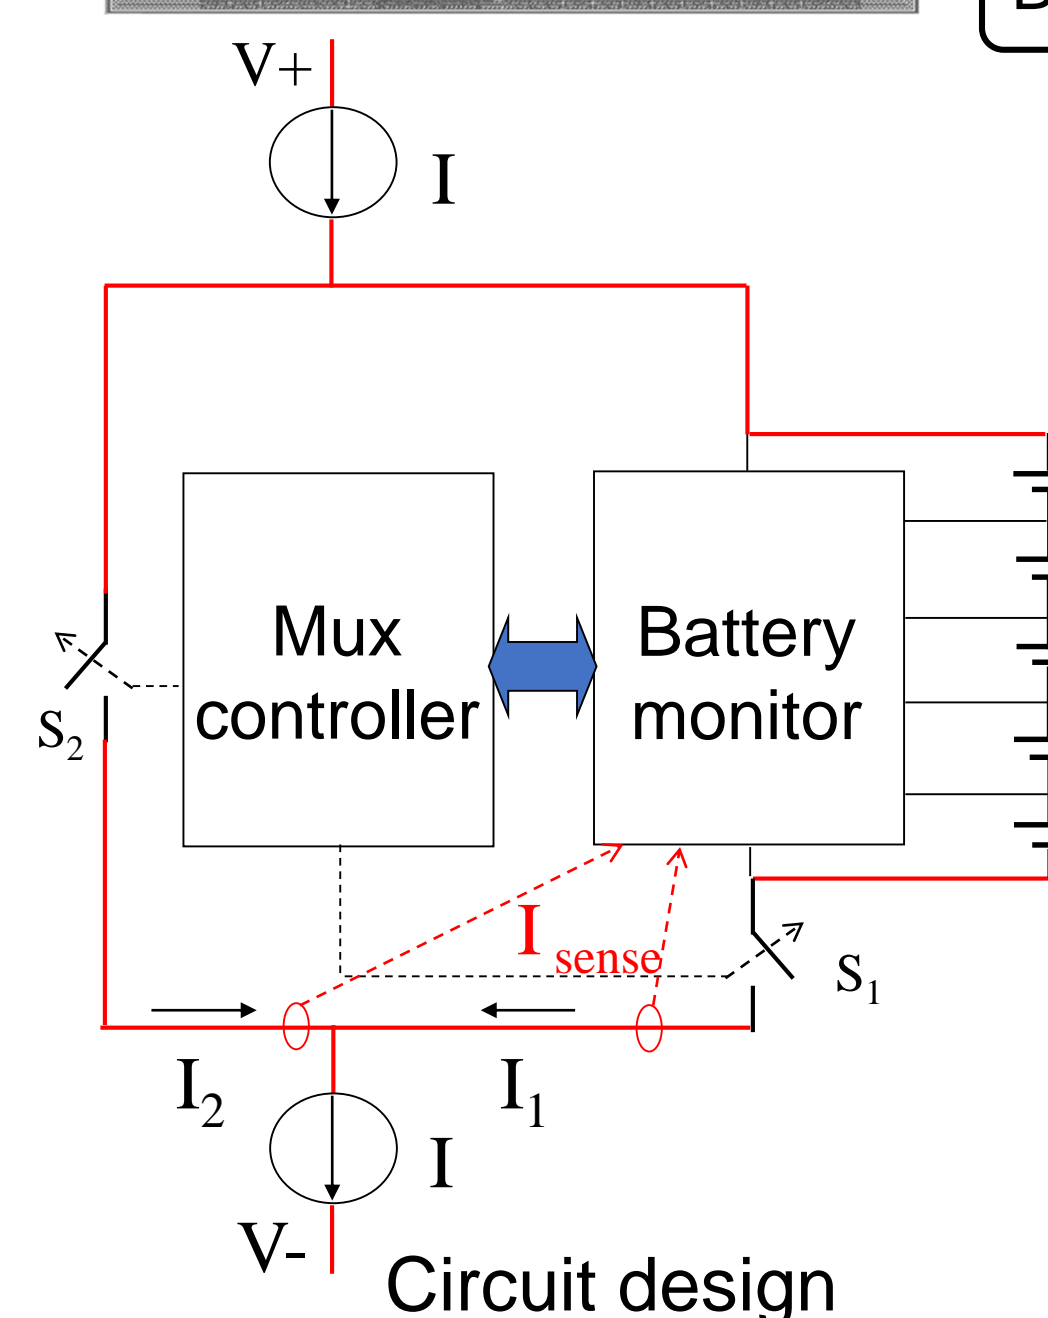 V+
I
Mux
controller
Battery
monitor
S2
I sense
S1
I2
I1
I
V-
Circuit design